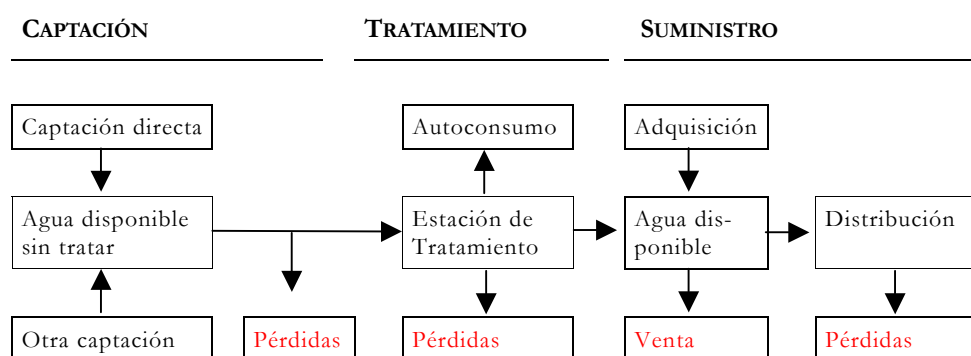 CAPTACIÓN
TRATAMIENTO
SUMINISTRO
Captación directa
Autoconsumo
Adquisición
Agua disponible
sin tratar
Estación de
Tratamiento
Agua dis-
ponible
Distribución
Otra captación
Pérdidas
Pérdidas
Venta
Pérdidas